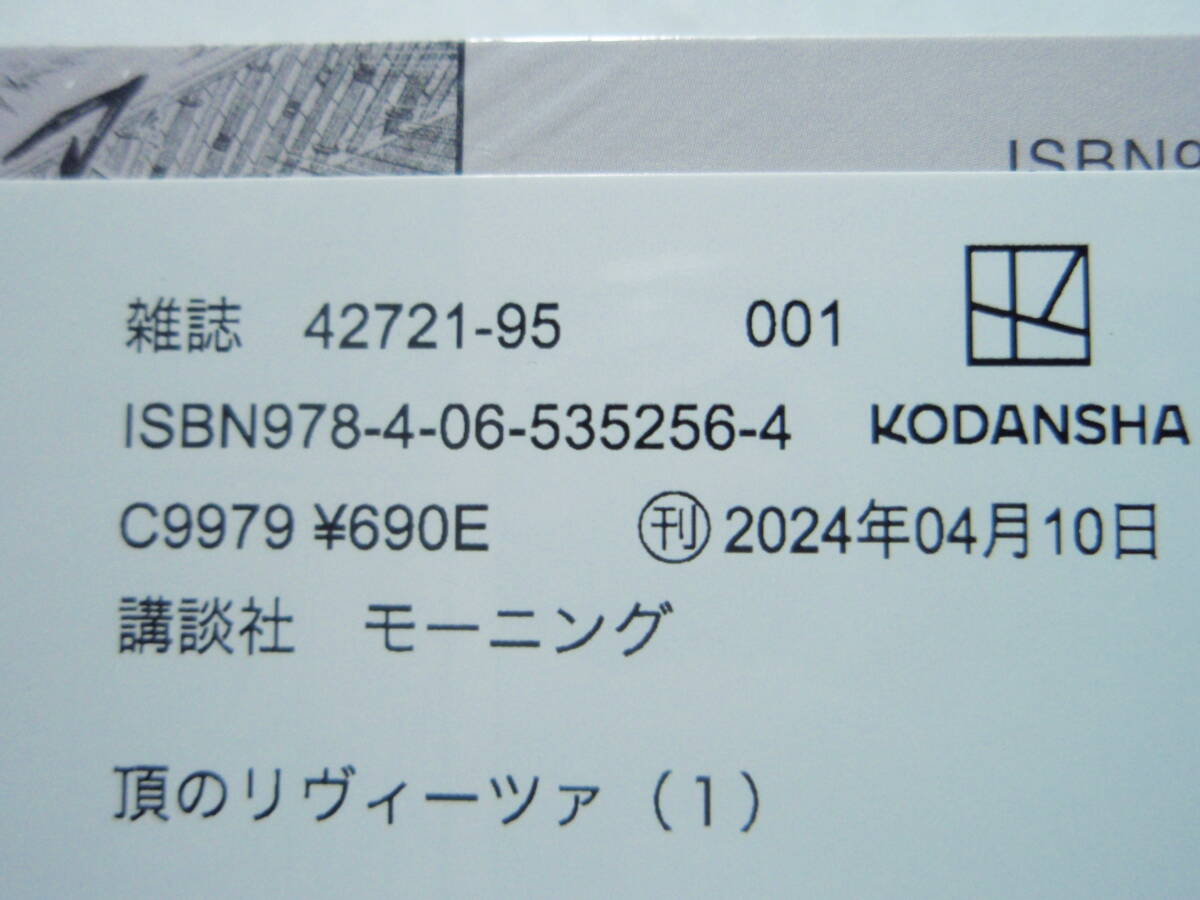 ISBN9
雑誌 42721-95 001
ISBN978-4-06-535256-4 KODANSHA
C9979 ¥690E ㊞刊 2024年04月10日
講談社 モーニング
頂のリヴィーツァ(1)